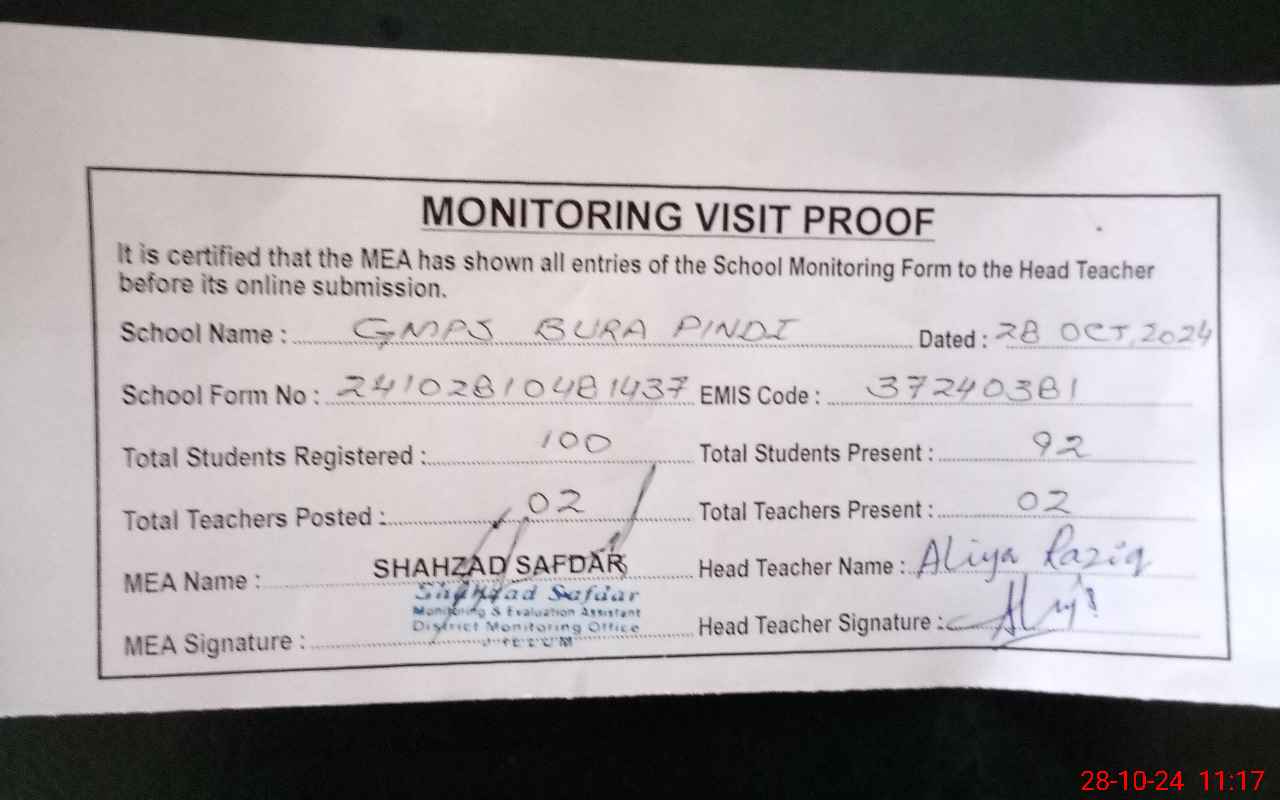 MONITORING VISIT PROOF
It is certified that the MEA has shown all entries of the School Monitoring Form to the Head Teacher
before its online submission.
School Name : GMPS BURA PINDI Dated : 28 OCT, 2024
School Form No : 24102810481437 EMIS Code : 37240381
Total Students Registered : 100 Total Students Present : 92
Total Teachers Posted : 02 Total Teachers Present : 02
MEA Name : SHAHZAD SAFDAR Head Teacher Name : Aliya Raziq
Shahzad Safdar
Monitoring & Evaluation Assistant
District Monitoring Office
MEA Signature : Head Teacher Signature :
28-10-24 11:17